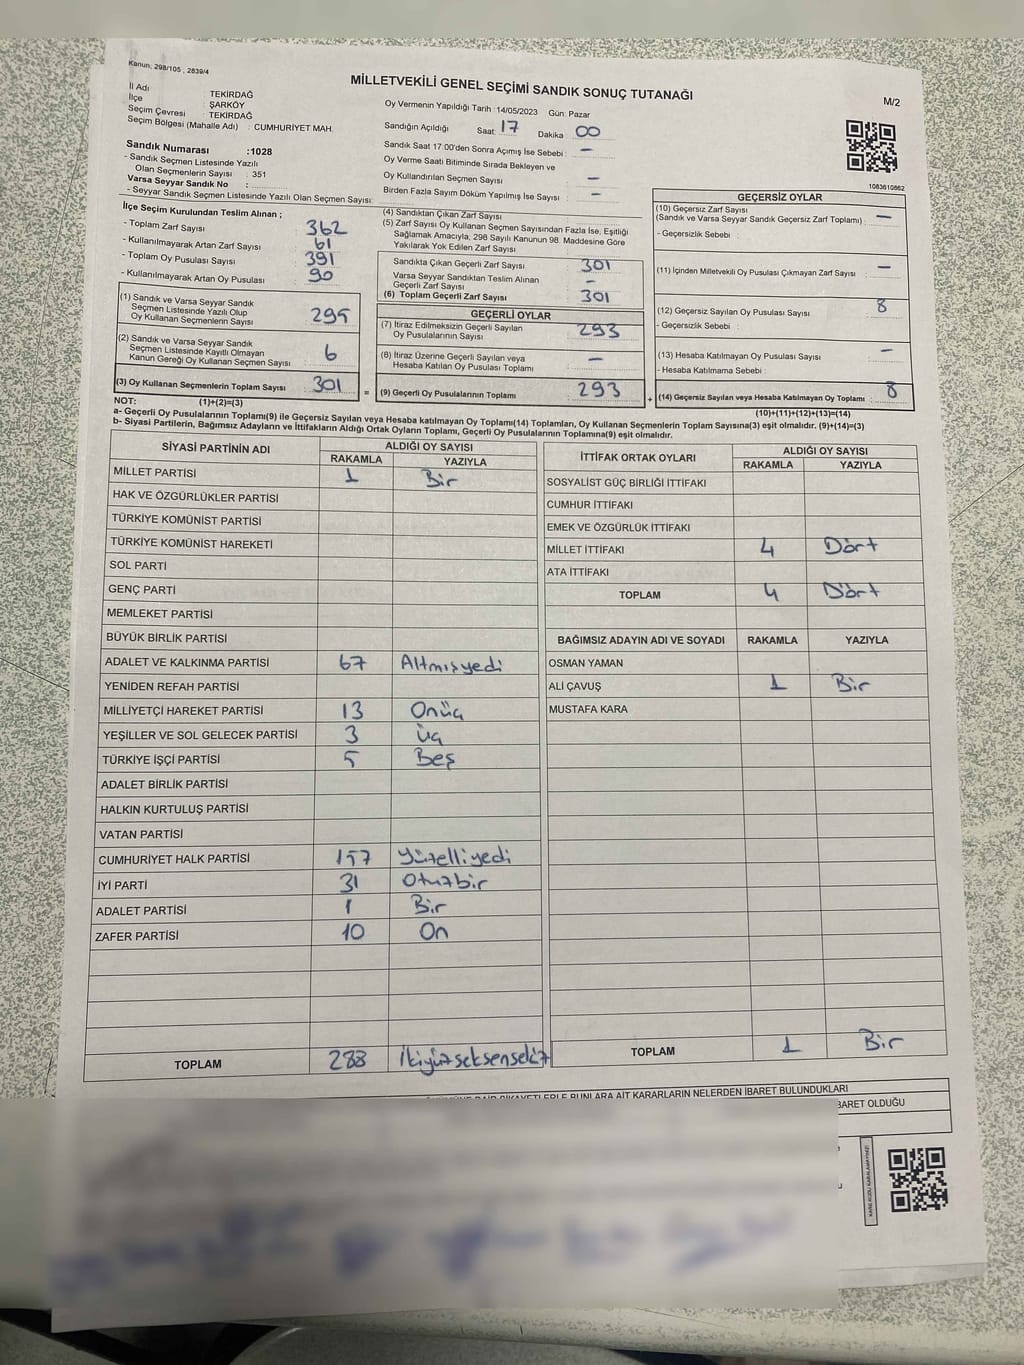 Kanun; 298/105 , 2839/4
MİLLETVEKİLİ GENEL SEÇİMİ SANDIK SONUÇ TUTANAĞI
M/2
İl Adı TEKİRDAĞ
İlçe : ŞARKÖY
Seçim Çevresi : TEKİRDAĞ
Seçim Bölgesi (Mahalle Adı) : CUMHURİYET MAH.
Sandık Numarası :1028
- Sandık Seçmen Listesinde Yazılı
Olan Seçmenlerin Sayısı : 351
Varsa Seyyar Sandık No :
- Seyyar Sandık Seçmen Listesinde Yazılı Olan Seçmen Sayısı:
Oy Vermenin Yapıldığı Tarih :14/05/2023 Gün: Pazar
Sandığın Açıldığı Saat: 17 Dakika : 00
Sandık Saat 17.00'den Sonra Açımış İse Sebebi : –
Oy Verme Saati Bitiminde Sırada Bekleyen ve
Oy Kullandırılan Seçmen Sayısı –
Birden Fazla Sayım Döküm Yapılmış İse Sayısı : –
1083610862
İlçe Seçim Kurulundan Teslim Alınan ;
- Toplam Zarf Sayısı : 362
- Kullanılmayarak Artan Zarf Sayısı : 61
- Toplam Oy Pusulası Sayısı : 391
- Kullanılmayarak Artan Oy Pusulası : 90
(1) Sandık ve Varsa Seyyar Sandık
Seçmen Listesinde Yazılı Olup
Oy Kullanan Seçmenlerin Sayısı : 295
(2) Sandık ve Varsa Seyyar Sandık
Seçmen Listesinde Kayıtlı Olmayan
Kanun Gereği Oy Kullanan Seçmen Sayısı : 6
(3) Oy Kullanan Seçmenlerin Toplam Sayısı : 301
(4) Sandıktan Çıkan Zarf Sayısı :
(5) Zarf Sayısı Oy Kullanan Seçmen Sayısından Fazla İse, Eşitliği
Sağlamak Amacıyla, 298 Sayılı Kanunun 98. Maddesine Göre
Yakılarak Yok Edilen Zarf Sayısı :
Sandıkta Çıkan Geçerli Zarf Sayısı : 301
Varsa Seyyar Sandıktan Teslim Alınan
Geçerli Zarf Sayısı : –
(6) Toplam Geçerli Zarf Sayısı : 301
GEÇERLİ OYLAR
(7) İtiraz Edilmeksizin Geçerli Sayılan
Oy Pusulalarının Sayısı : 293
(8) İtiraz Üzerine Geçerli Sayılan veya
Hesaba Katılan Oy Pusulası Toplamı : –
= (9) Geçerli Oy Pusulalarının Toplamı : 293
GEÇERSİZ OYLAR
(10) Geçersiz Zarf Sayısı
(Sandık ve Varsa Seyyar Sandık Geçersiz Zarf Toplamı) : –
- Geçersizlik Sebebi :
(11) İçinden Milletvekili Oy Pusulası Çıkmayan Zarf Sayısı : –
(12) Geçersiz Sayılan Oy Pusulası Sayısı : 8
- Geçersizlik Sebebi :
(13) Hesaba Katılmayan Oy Pusulası Sayısı : –
- Hesaba Katılmama Sebebi :
+ (14) Geçersiz Sayılan veya Hesaba Katılmayan Oy Toplamı : 8
NOT: (1)+(2)=(3)
(10)+(11)+(12)+(13)=(14)
a- Geçerli Oy Pusulalarının Toplamı(9) ile Geçersiz Sayılan veya Hesaba katılmayan Oy Toplamı(14) Toplamları, Oy Kullanan Seçmenlerin Toplam Sayısına(3) eşit olmalıdır. (9)+(14)=(3)
b- Siyasi Partilerin, Bağımsız Adayların ve İttifakların Aldığı Ortak Oyların Toplamı, Geçerli Oy Pusulalarının Toplamına(9) eşit olmalıdır.
SİYASİ PARTİNİN ADI ALDIĞI OY SAYISI
RAKAMLA YAZIYLA
MİLLET PARTİSİ 1 Bir
HAK VE ÖZGÜRLÜKLER PARTİSİ
TÜRKİYE KOMÜNİST PARTİSİ
TÜRKİYE KOMÜNİST HAREKETİ
SOL PARTİ
GENÇ PARTİ
MEMLEKET PARTİSİ
BÜYÜK BİRLİK PARTİSİ
ADALET VE KALKINMA PARTİSİ 67 Altmışyedi
YENİDEN REFAH PARTİSİ
MİLLİYETÇİ HAREKET PARTİSİ 13 Onüç
YEŞİLLER VE SOL GELECEK PARTİSİ 3 Üç
TÜRKİYE İŞÇİ PARTİSİ 5 Beş
ADALET BİRLİK PARTİSİ
HALKIN KURTULUŞ PARTİSİ
VATAN PARTİSİ
CUMHURİYET HALK PARTİSİ 157 Yüzelliyedi
İYİ PARTİ 31 Otuzbir
ADALET PARTİSİ 1 Bir
ZAFER PARTİSİ 10 On
TOPLAM 288 İkiyüzseksensekiz
İTTİFAK ORTAK OYLARI ALDIĞI OY SAYISI
RAKAMLA YAZIYLA
SOSYALİST GÜÇ BİRLİĞİ İTTİFAKI
CUMHUR İTTİFAKI
EMEK VE ÖZGÜRLÜK İTTİFAKI
MİLLET İTTİFAKI 4 Dört
ATA İTTİFAKI
TOPLAM 4 Dört
BAĞIMSIZ ADAYIN ADI VE SOYADI RAKAMLA YAZIYLA
OSMAN YAMAN
ALİ ÇAVUŞ 1 Bir
MUSTAFA KARA
TOPLAM 1 Bir
BUNLARA AİT KARARLARIN NELERDEN İBARET BULUNDUKLARI
İBARET OLDUĞU